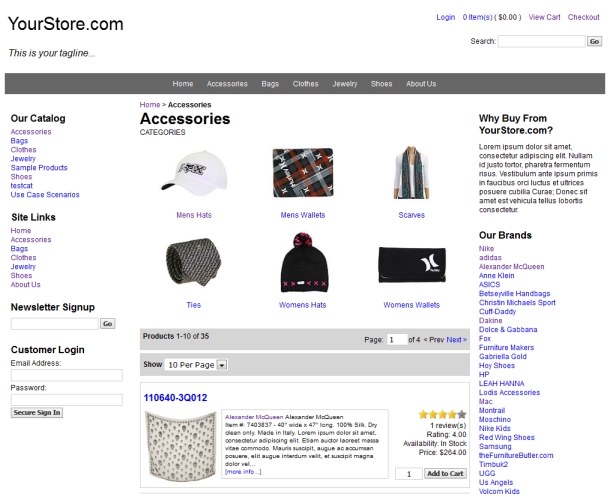 YourStore.com
This is your tagline...
Login 0 Item(s) ( $0.00 ) View Cart Checkout
Search: Go
Home Accessories Bags Clothes Jewelry Shoes About Us
Our Catalog
Accessories
Bags
Clothes
Jewelry
Sample Products
Shoes
testcat
Use Case Scenarios
Site Links
Home
Accessories
Bags
Clothes
Jewelry
Shoes
About Us
Newsletter Signup
Go
Customer Login
Email Address:
Password:
Secure Sign In
Home > Accessories
Accessories
CATEGORIES
Mens Hats
Mens Wallets
Scarves
Ties
Womens Hats
Womens Wallets
Products 1-10 of 35
Page: 1 of 4 < Prev Next >
Show 10 Per Page
110640-3Q012
Alexander McQueen Alexander McQueen
Item #: 7403637 - 40" wide x 47" long. 100% Silk. Dry
clean only. Made in Italy. Lorem ipsum dolor sit amet,
consectetur adipiscing elit. Etiam auctor laoreet massa
vitae commodo. Mauris suscipit, augue ac accumsan
posuere, elit augue interdum velit, et suscipit magna
dolor vel...
[more info...]
1 review(s)
Rating: 4.00
Availability: In Stock
Price: $264.00
1 Add to Cart
Why Buy From
YourStore.com?
Lorem ipsum dolor sit amet,
consectetur adipiscing elit. Nullam
id justo tortor, pharetra fermentum
risus. Vestibulum ante ipsum primis
in faucibus orci luctus et ultrices
posuere cubilia Curae; Donec sit
amet est vehicula tellus lobortis
consectetur.
Our Brands
Nike
adidas
Alexander McQueen
Anne Klein
ASICS
Betseyville Handbags
Christin Michaels Sport
Cuff-Daddy
Dakine
Dolce & Gabbana
Fox
Furniture Makers
Gabriella Gold
Hoy Shoes
HP
LEAH HANNA
Lodis Accessories
Mac
Montrail
Moschino
Nike Kids
Red Wing Shoes
Samsung
theFurnitureButler.com
Timbuk2
UGG
Us Angels
Volcom Kids